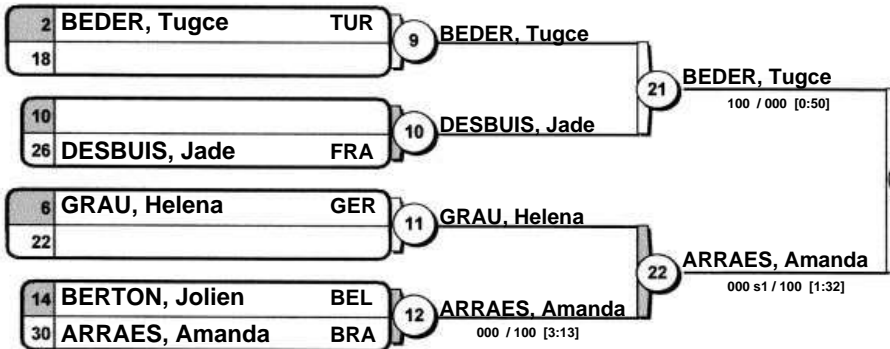 2 BEDER, Tugce TUR
18
9
BEDER, Tugce
10
26 DESBUIS, Jade FRA
10
DESBUIS, Jade
21
BEDER, Tugce
100 / 000 [0:50]
6 GRAU, Helena GER
22
11
GRAU, Helena
14 BERTON, Jolien BEL
30 ARRAES, Amanda BRA
12
ARRAES, Amanda
000 / 100 [3:13]
22
ARRAES, Amanda
000 s1 / 100 [1:32]